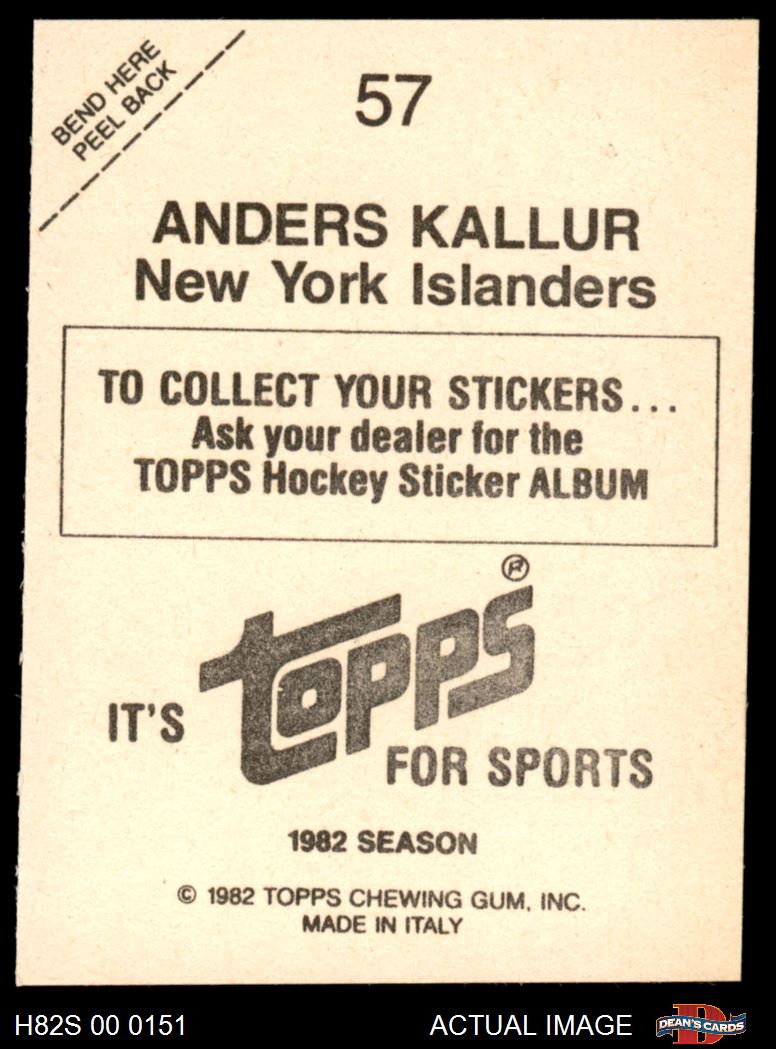 BEND HERE
PEEL BACK
57
ANDERS KALLUR
New York Islanders
TO COLLECT YOUR STICKERS...
Ask your dealer for the
TOPPS Hockey Sticker ALBUM
IT'S
topps®
FOR SPORTS
1982 SEASON
© 1982 TOPPS CHEWING GUM, INC.
MADE IN ITALY
H82S 00 0151
ACTUAL IMAGE
D
DEAN'S CARDS